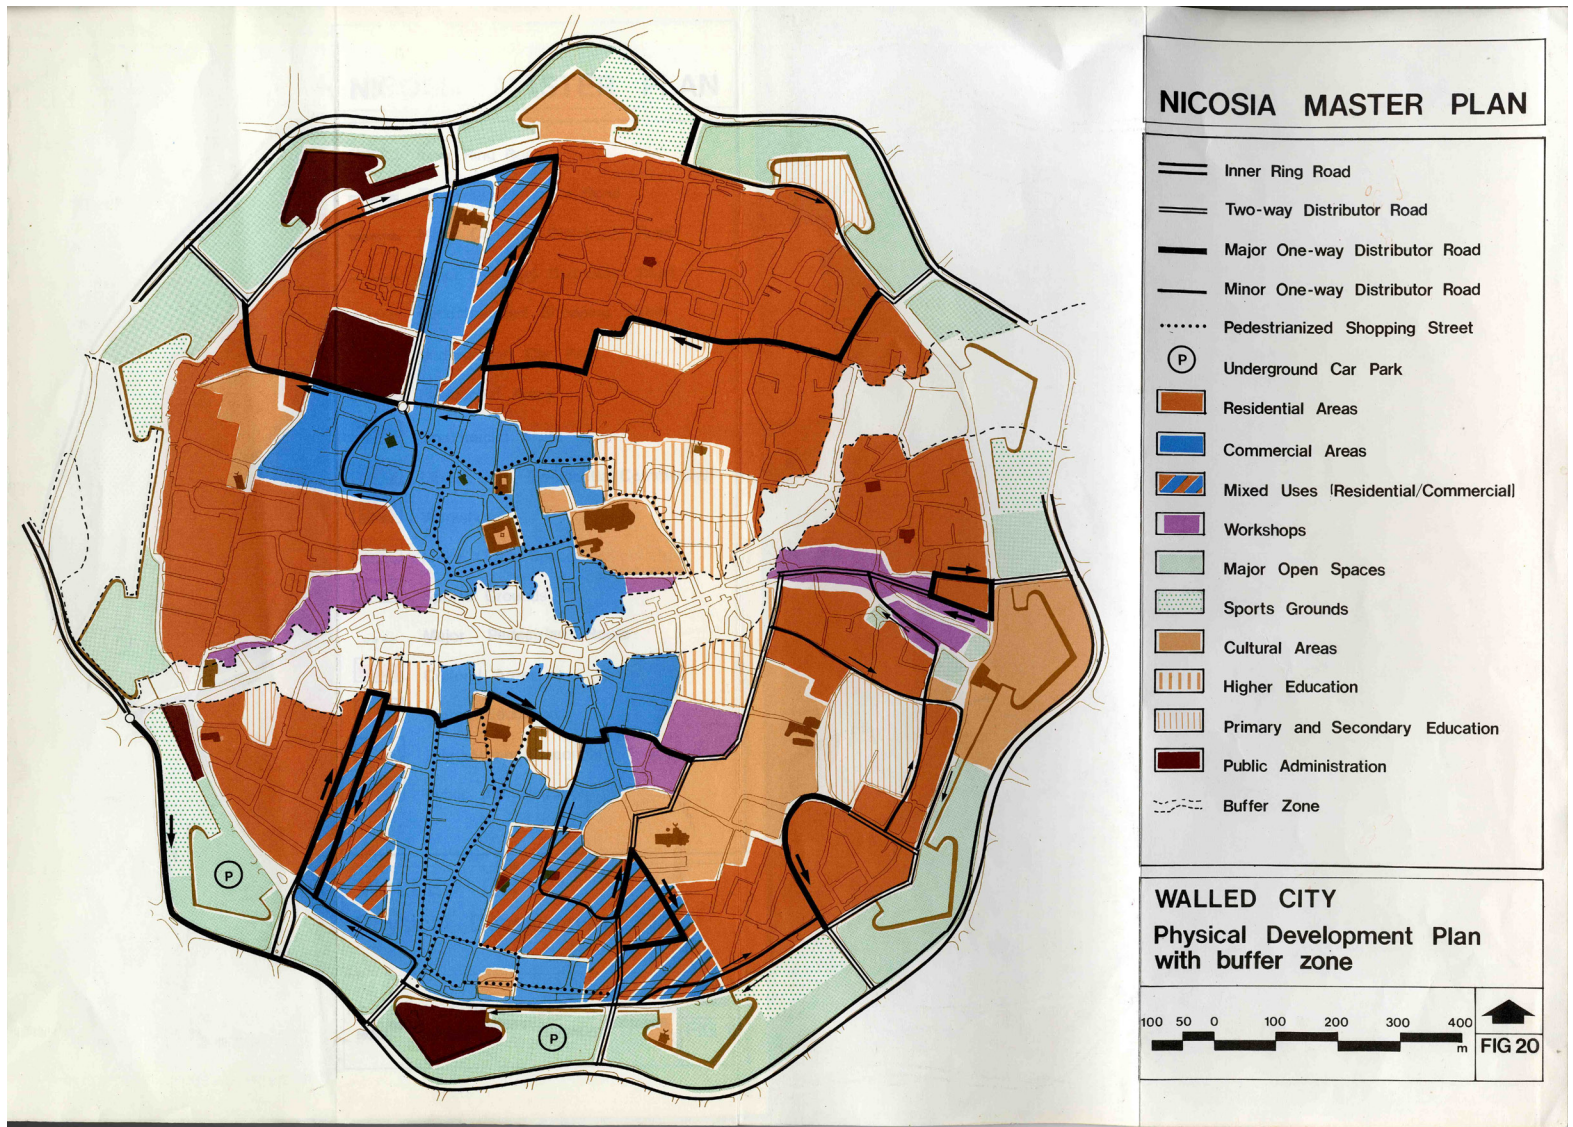 NICOSIA MASTER PLAN
Inner Ring Road
Two-way Distributor Road
Major One-way Distributor Road
Minor One-way Distributor Road
Pedestrianized Shopping Street
P
Underground Car Park
Residential Areas
Commercial Areas
Mixed Uses (Residential/Commercial)
Workshops
Major Open Spaces
Sports Grounds
Cultural Areas
Higher Education
Primary and Secondary Education
Public Administration
Buffer Zone
P
P
WALLED CITY
Physical Development Plan
with buffer zone
100 50 0 100 200 300 400
m
FIG 20